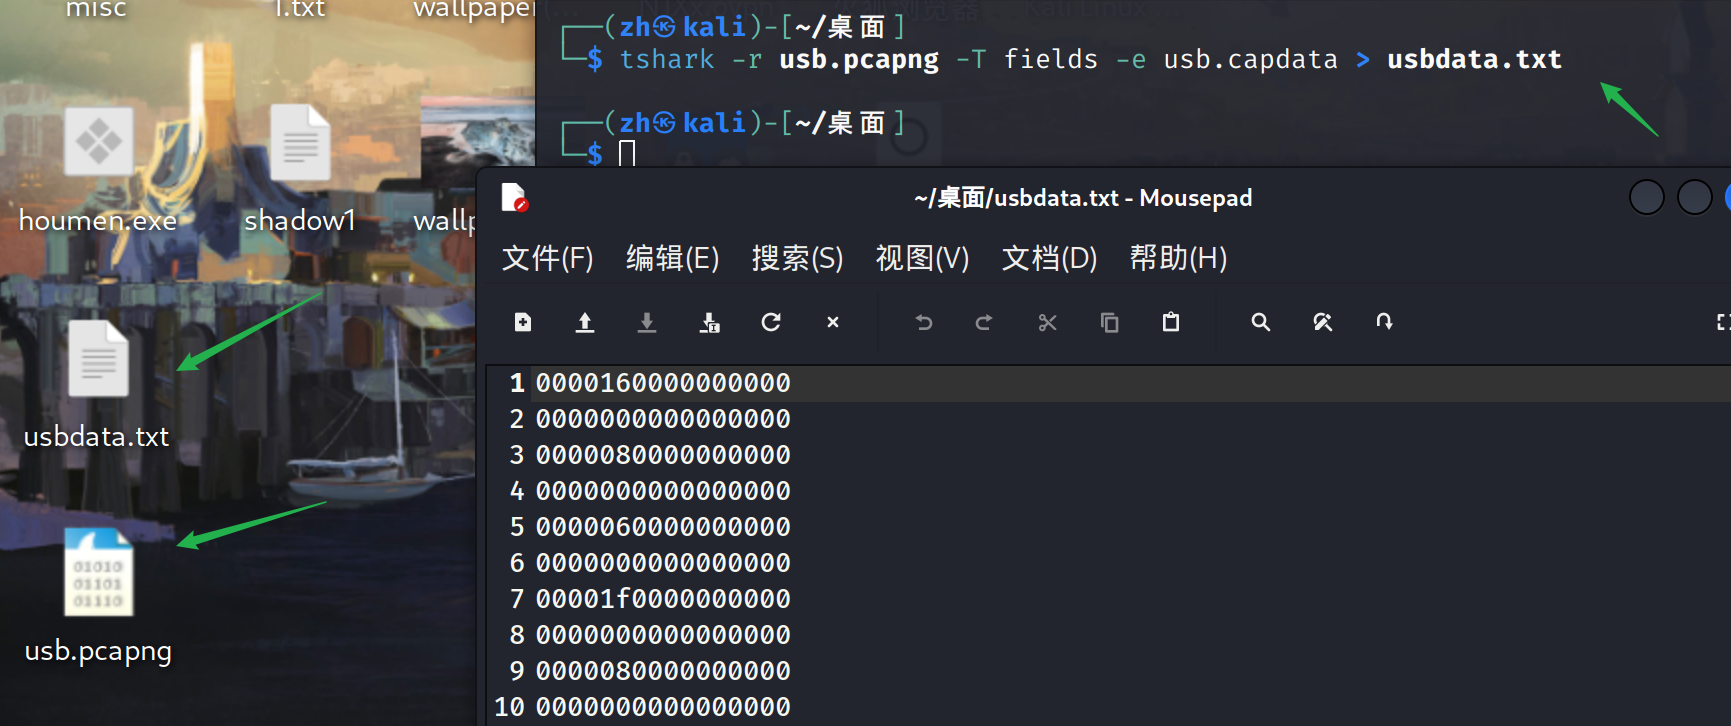 misc
1.txt
wallpaper
houmen.exe
shadow1
wallp
usbdata.txt
01010
01101
01110
usb.pcapng
┌──(zh㉿kali)-[~/桌面]
└─$ tshark -r usb.pcapng -T fields -e usb.capdata > usbdata.txt
┌──(zh㉿kali)-[~/桌面]
└─$
~/桌面/usbdata.txt - Mousepad
文件(F) 编辑(E) 搜索(S) 视图(V) 文档(D) 帮助(H)
1 0000160000000000
2 0000000000000000
3 0000080000000000
4 0000000000000000
5 0000060000000000
6 0000000000000000
7 00001f0000000000
8 0000000000000000
9 0000080000000000
10 0000000000000000